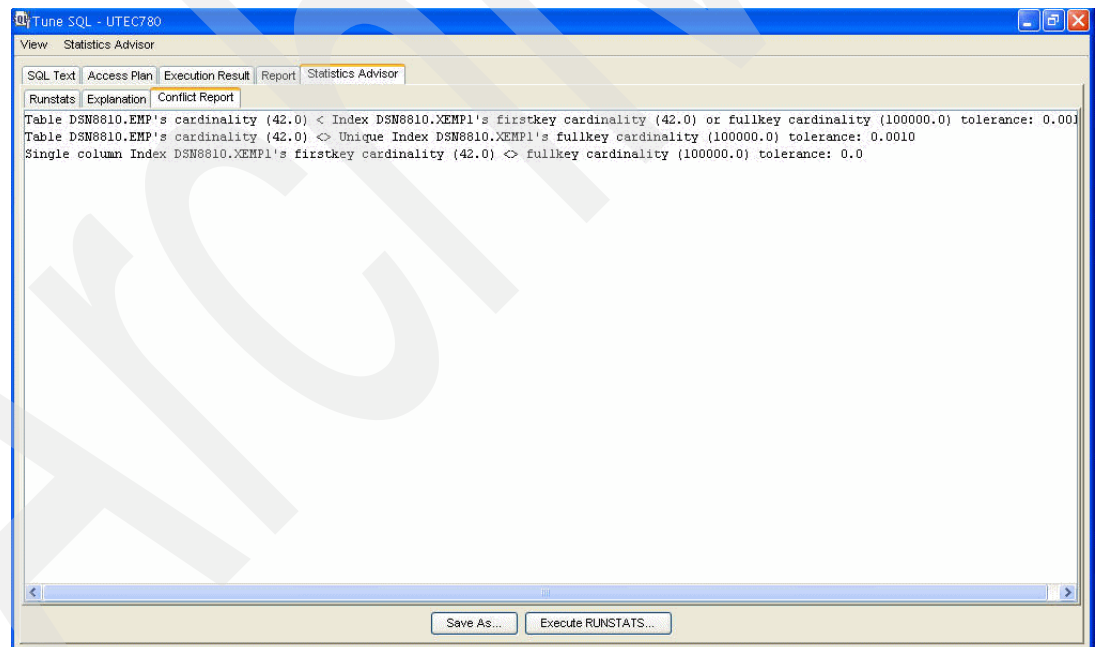 Tune SQL - UTEC780
View Statistics Advisor
SQL Text Access Plan Execution Result Report Statistics Advisor
Runstats Explanation Conflict Report
Table DSN8810.EMP's cardinality (42.0) < Index DSN8810.XEMP1's firstkey cardinality (42.0) or fullkey cardinality (100000.0) tolerance: 0.001
Table DSN8810.EMP's cardinality (42.0) <> Unique Index DSN8810.XEMP1's fullkey cardinality (100000.0) tolerance: 0.0010
Single column Index DSN8810.XEMP1's firstkey cardinality (42.0) <> fullkey cardinality (100000.0) tolerance: 0.0
Save As... Execute RUNSTATS...